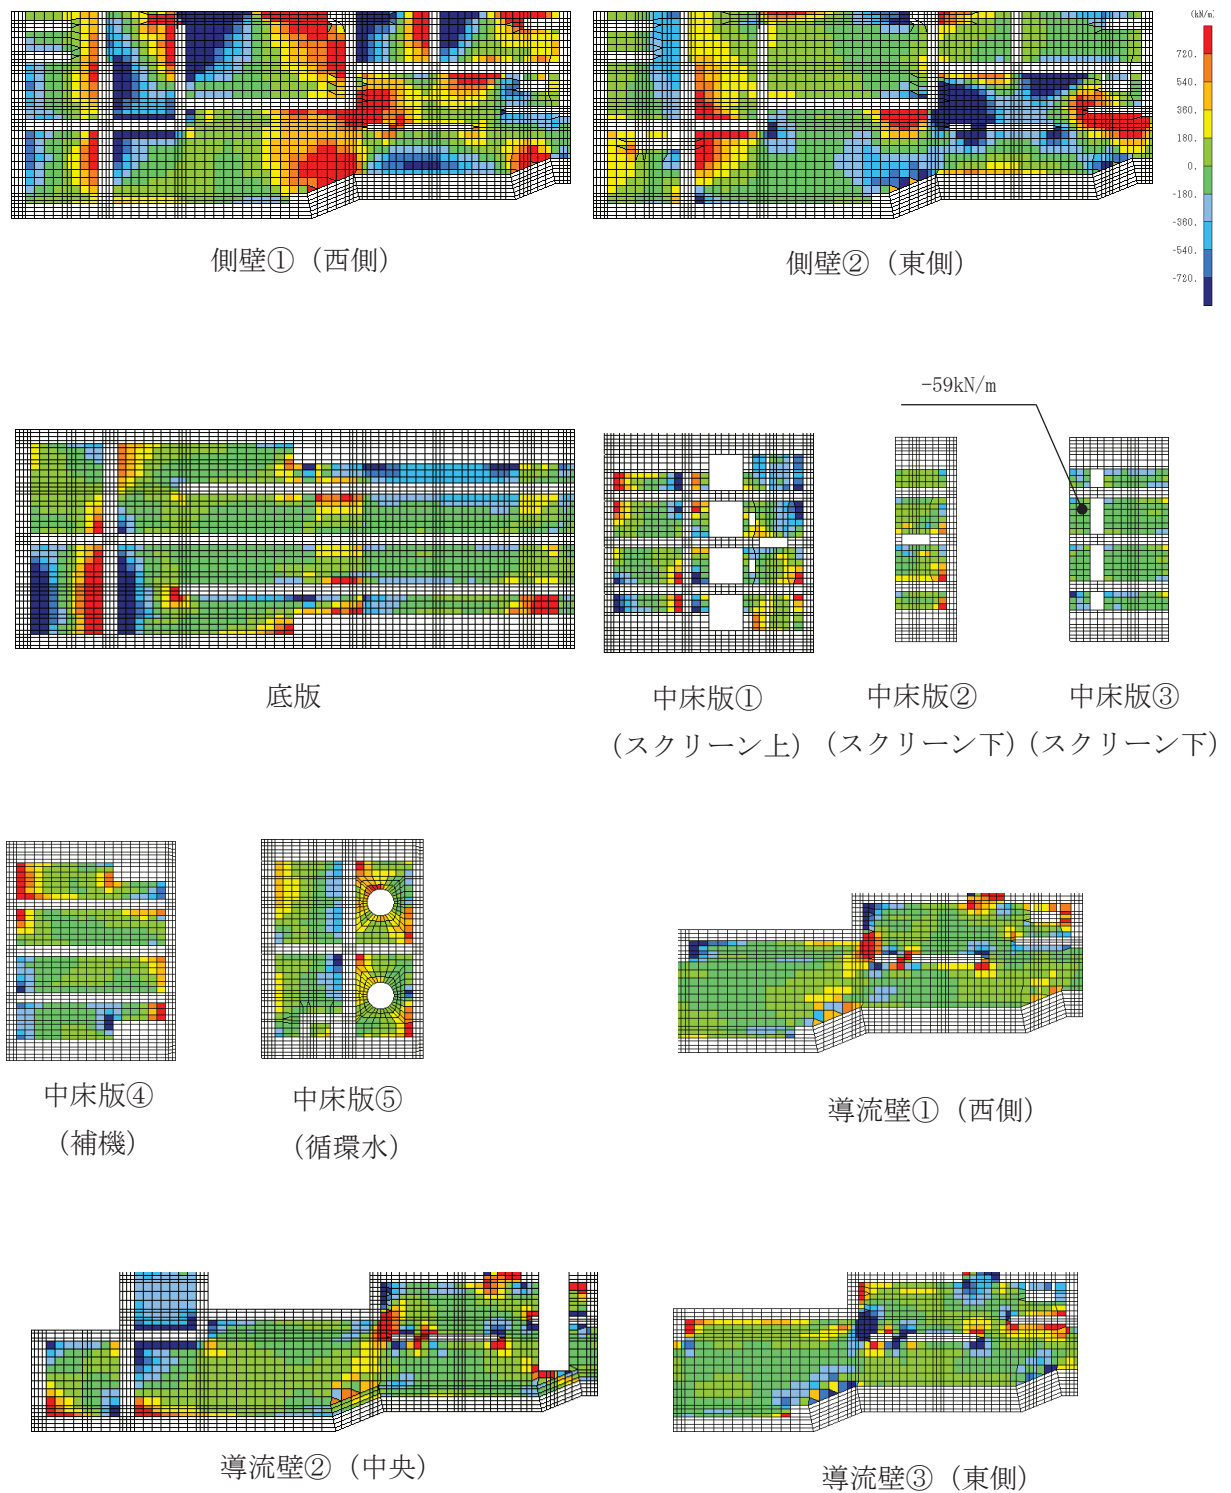 (kN/m)
720.
540.
360.
180.
0.
-180.
-360.
-540.
-720.
側壁①（西側）
側壁②（東側）
-59kN/m
底版
中床版①
（スクリーン上）
中床版②
（スクリーン下）
中床版③
（スクリーン下）
中床版④
（補機）
中床版⑤
（循環水）
導流壁①（西側）
導流壁②（中央）
導流壁③（東側）